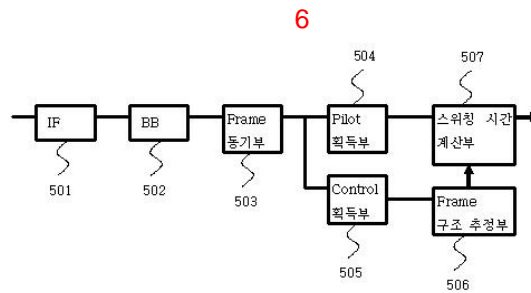 6
504
507
IF
BB
Frame
동기부
Pilot
획득부
스위칭 시간
계산부
501
502
503
Control
획득부
Frame
구조 추정부
505
506